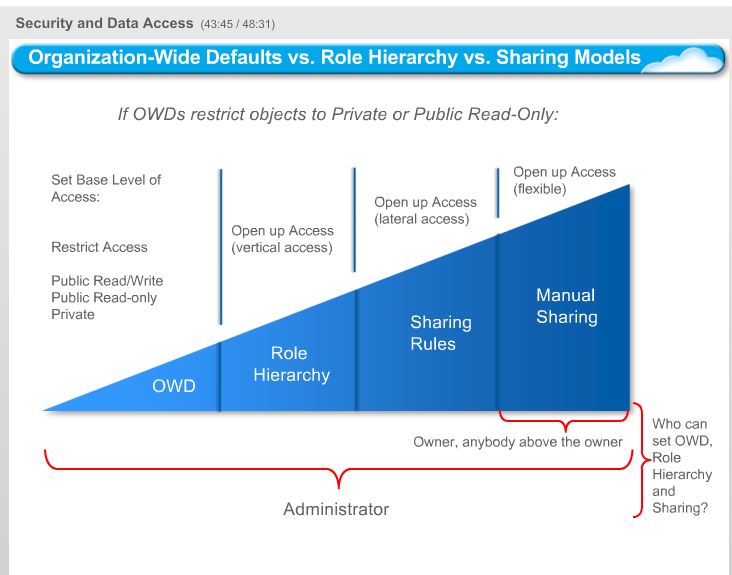 Security and Data Access (43:45 / 48:31)
Organization-Wide Defaults vs. Role Hierarchy vs. Sharing Models
If OWDs restrict objects to Private or Public Read-Only:
Set Base Level of
Access:
Restrict Access
Public Read/Write
Public Read-only
Private
Open up Access
(vertical access)
Open up Access
(lateral access)
Open up Access
(flexible)
OWD
Role
Hierarchy
Sharing
Rules
Manual
Sharing
Owner, anybody above the owner
Administrator
Who can
set OWD,
Role
Hierarchy
and
Sharing?